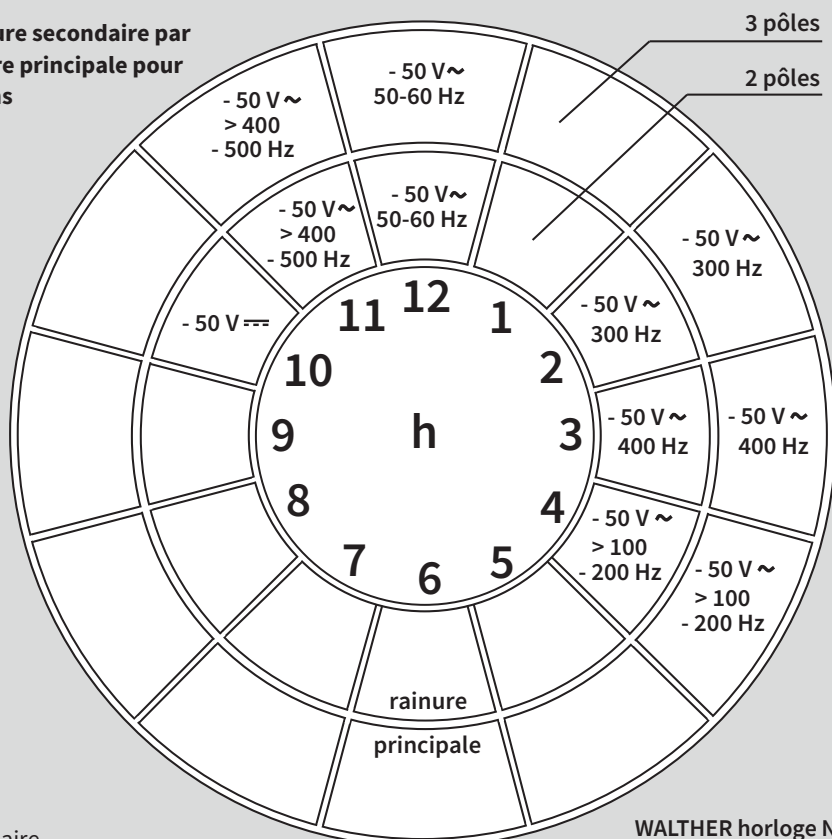 3 pôles
2 pôles
secondaire par
principale pour
- 50 V~
50-60 Hz
- 50 V~
> 400
- 500 Hz
- 50 V~
50-60 Hz
- 50 V~
> 400
- 500 Hz
- 50 V~
300 Hz
- 50 V~
300 Hz
- 50 V⎓
- 50 V~
400 Hz
- 50 V~
400 Hz
- 50 V~
> 100
- 200 Hz
- 50 V~
> 100
- 200 Hz
12
1
2
3
4
5
6
7
8
9
10
11
h
rainure
principale
WALTHER horloge